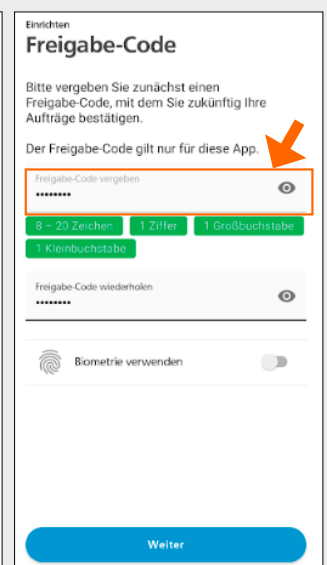 Einrichten
Freigabe-Code
Bitte vergeben Sie zunächst einen
Freigabe-Code, mit dem Sie zukünftig Ihre
Aufträge bestätigen.
Der Freigabe-Code gilt nur für diese App.
Freigabe-Code vergeben
••••••••
8 – 20 Zeichen 1 Ziffer 1 Großbuchstabe
1 Kleinbuchstabe
Freigabe-Code wiederholen
••••••••
Biometrie verwenden
Weiter